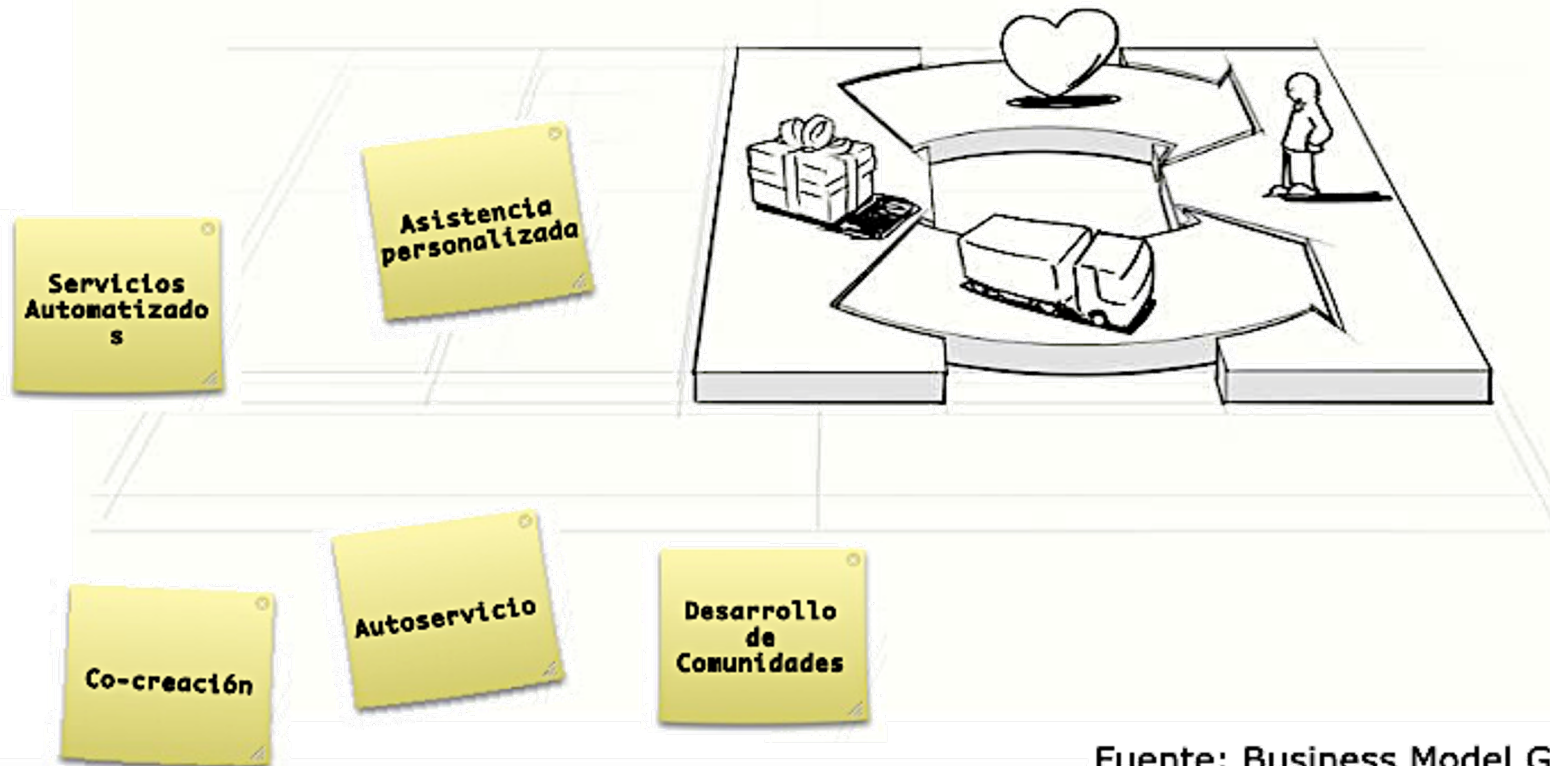 Asistencia
personalizada
Servicios
Automatizado
s
Autoservicio
Desarrollo
de
Comunidades
Co-creación
Fuente: Business Model G